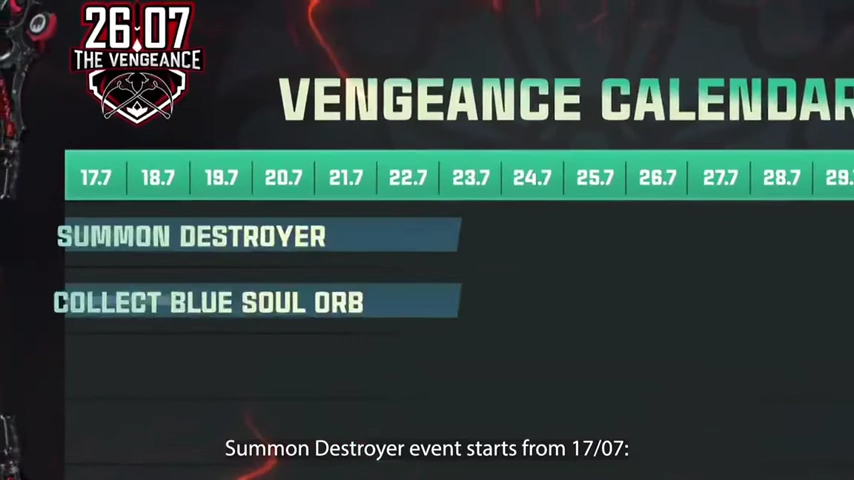 26.07
THE VENGEANCE
VENGEANCE CALENDAR
17.7 18.7 19.7 20.7 21.7 22.7 23.7 24.7 25.7 26.7 27.7 28.7 29.
SUMMON DESTROYER
COLLECT BLUE SOUL ORB
Summon Destroyer event starts from 17/07: